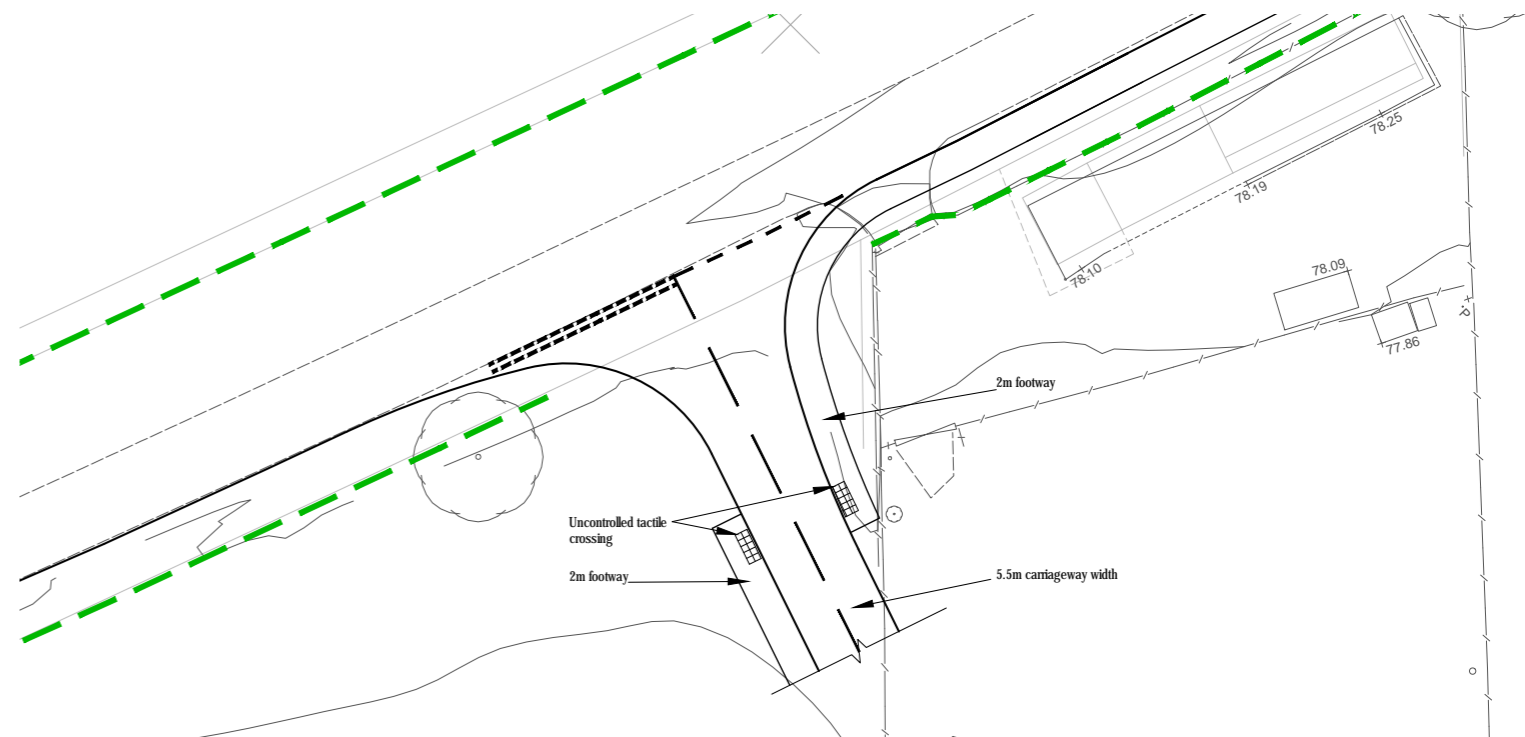 78.25
78.19
78.10
78.09
77.86
P
2m footway
Uncontrolled tactile
crossing
2m footway
5.5m carriageway width